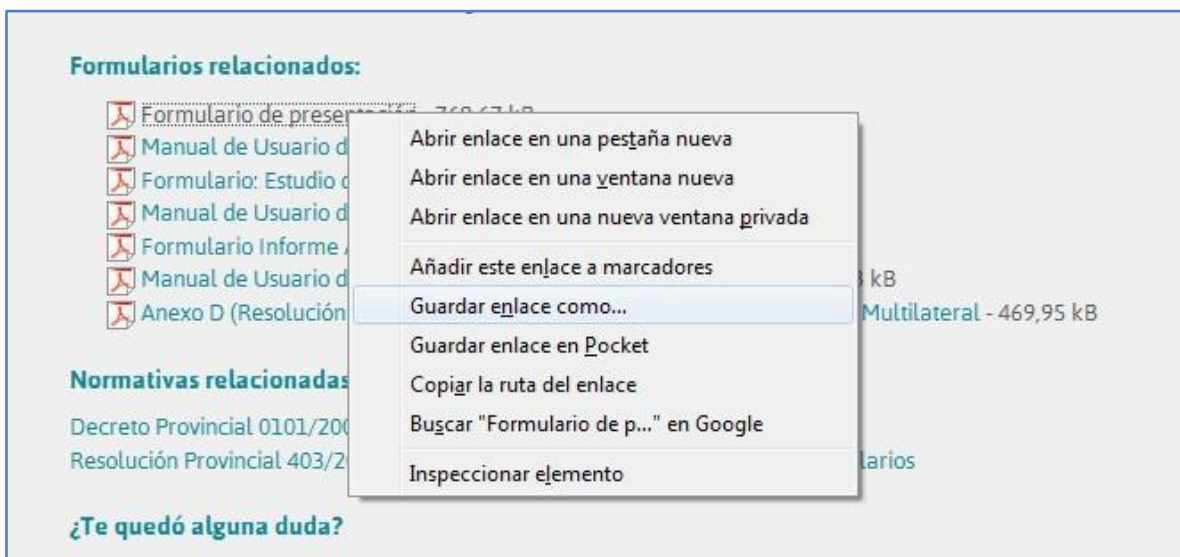 Formularios relacionados:
Formulario de presentación - 768,67 kB
Manual de Usuario d
Formulario: Estudio
Manual de Usuario d
Formulario Informe
Manual de Usuario d kB
Anexo D (Resolución Multilateral - 469,95 kB
Normativas relacionadas
Decreto Provincial 0101/200
Resolución Provincial 403/2 larios
¿Te quedó alguna duda?
Abrir enlace en una pestaña nueva
Abrir enlace en una ventana nueva
Abrir enlace en una nueva ventana privada
Añadir este enlace a marcadores
Guardar enlace como...
Guardar enlace en Pocket
Copiar la ruta del enlace
Buscar "Formulario de p..." en Google
Inspeccionar elemento